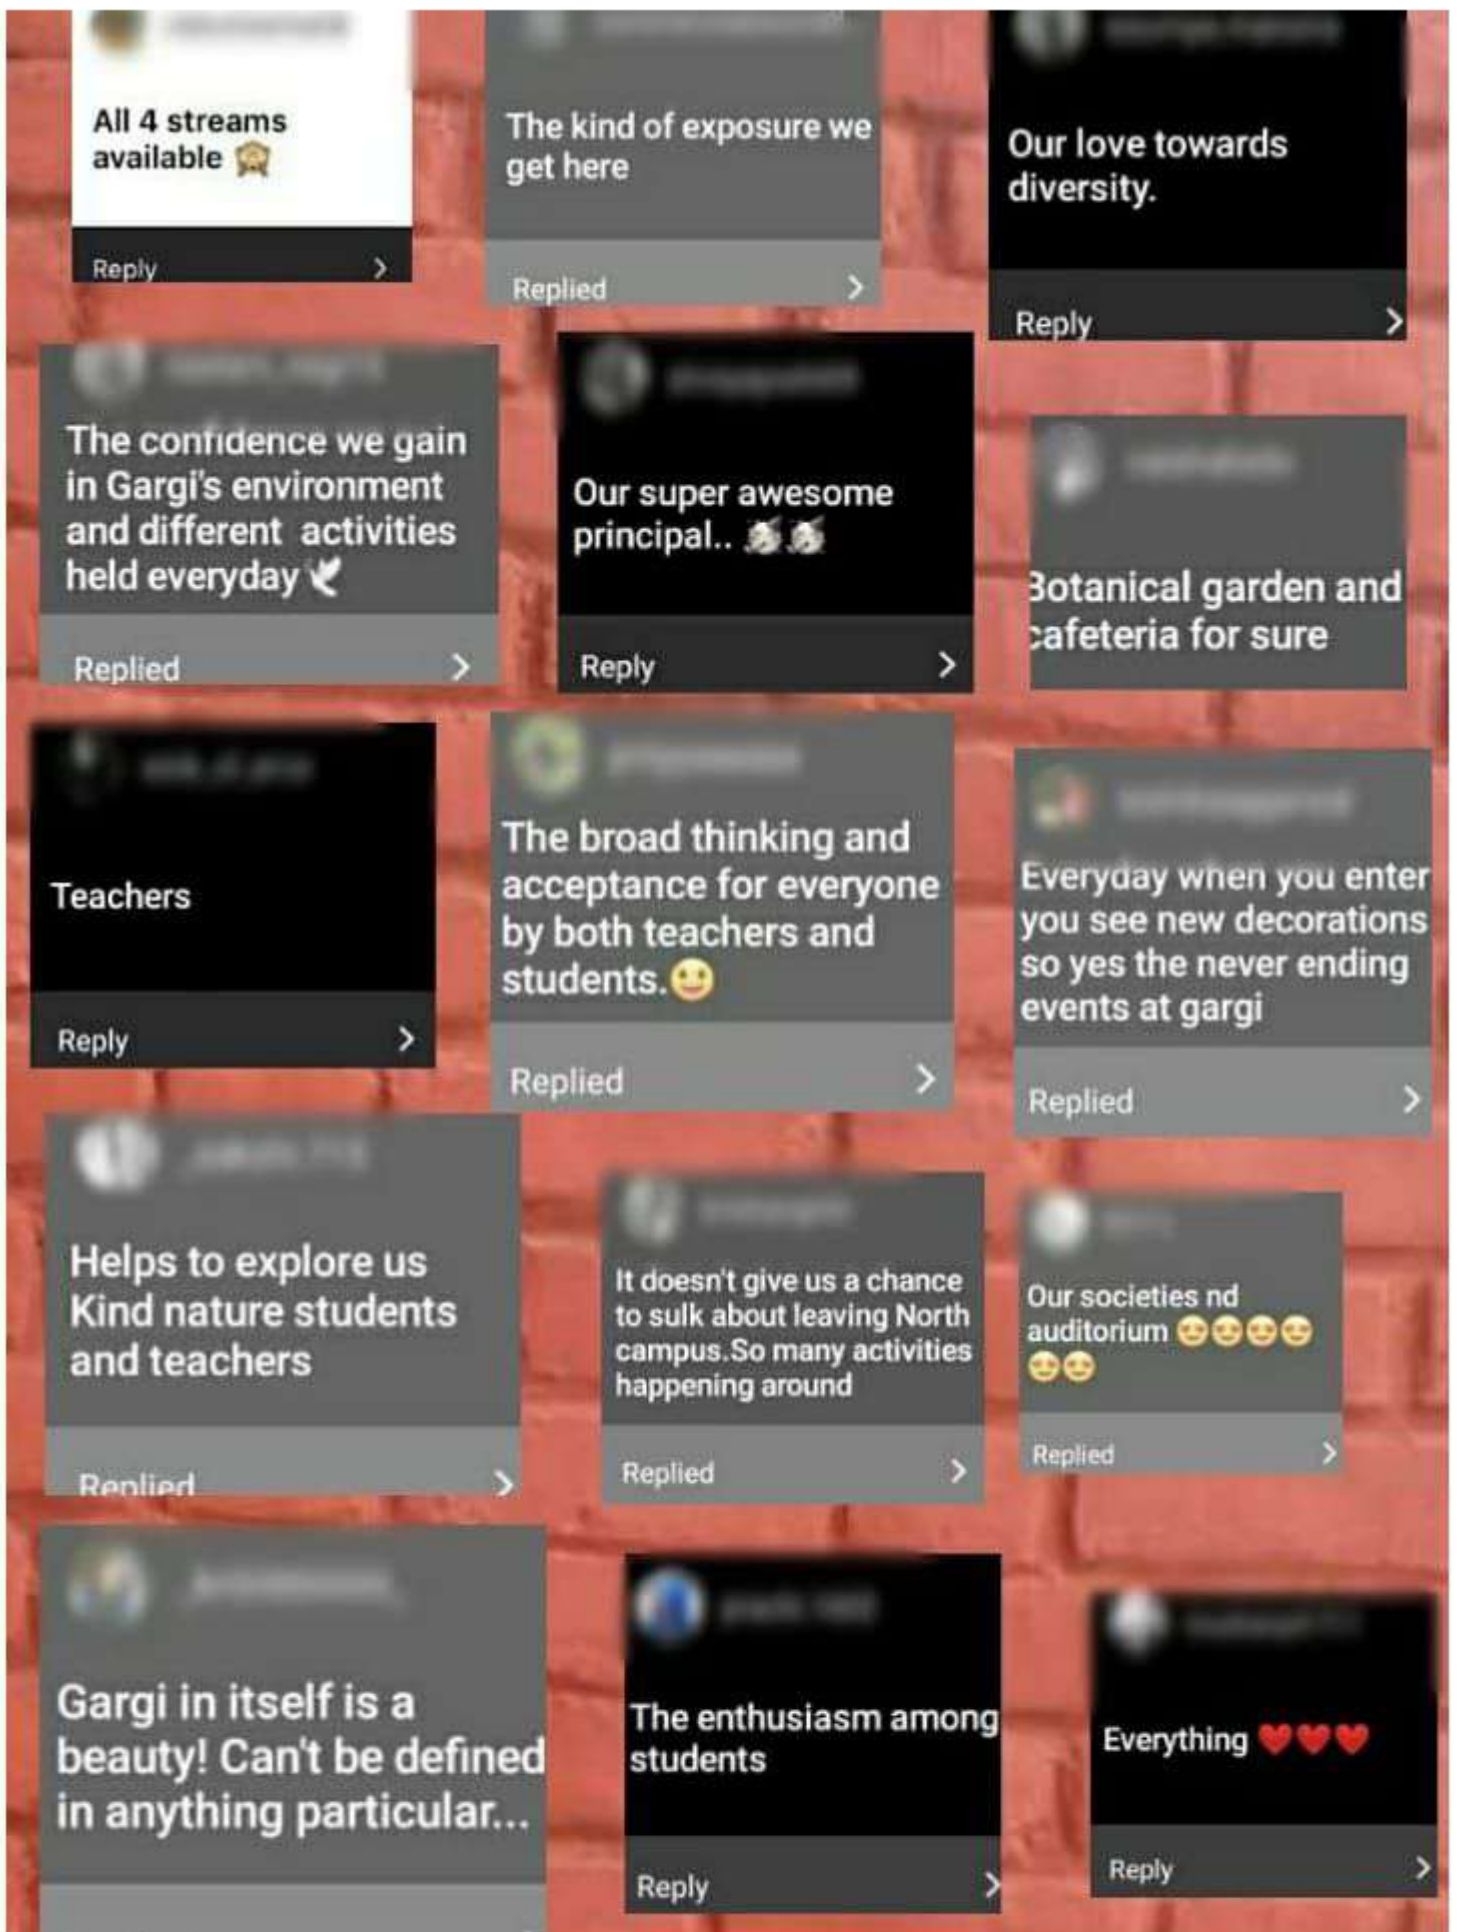 All 4 streams
available 🙈
Reply
The kind of exposure we
get here
Replied
Our love towards
diversity.
Reply
The confidence we gain
in Gargi's environment
and different activities
held everyday 🕊
Replied
Our super awesome
principal..
Reply
Botanical garden and
cafeteria for sure
Teachers
Reply
The broad thinking and
acceptance for everyone
by both teachers and
students.
Replied
Everyday when you enter
you see new decorations
so yes the never ending
events at gargi
Replied
Helps to explore us
Kind nature students
and teachers
Replied
It doesn't give us a chance
to sulk about leaving North
campus.So many activities
happening around
Replied
Our societies nd
auditorium 😍😍😍😍
😍😍
Replied
Gargi in itself is a
beauty! Can't be defined
in anything particular...
The enthusiasm among
students
Reply
Everything ❤❤❤
Reply